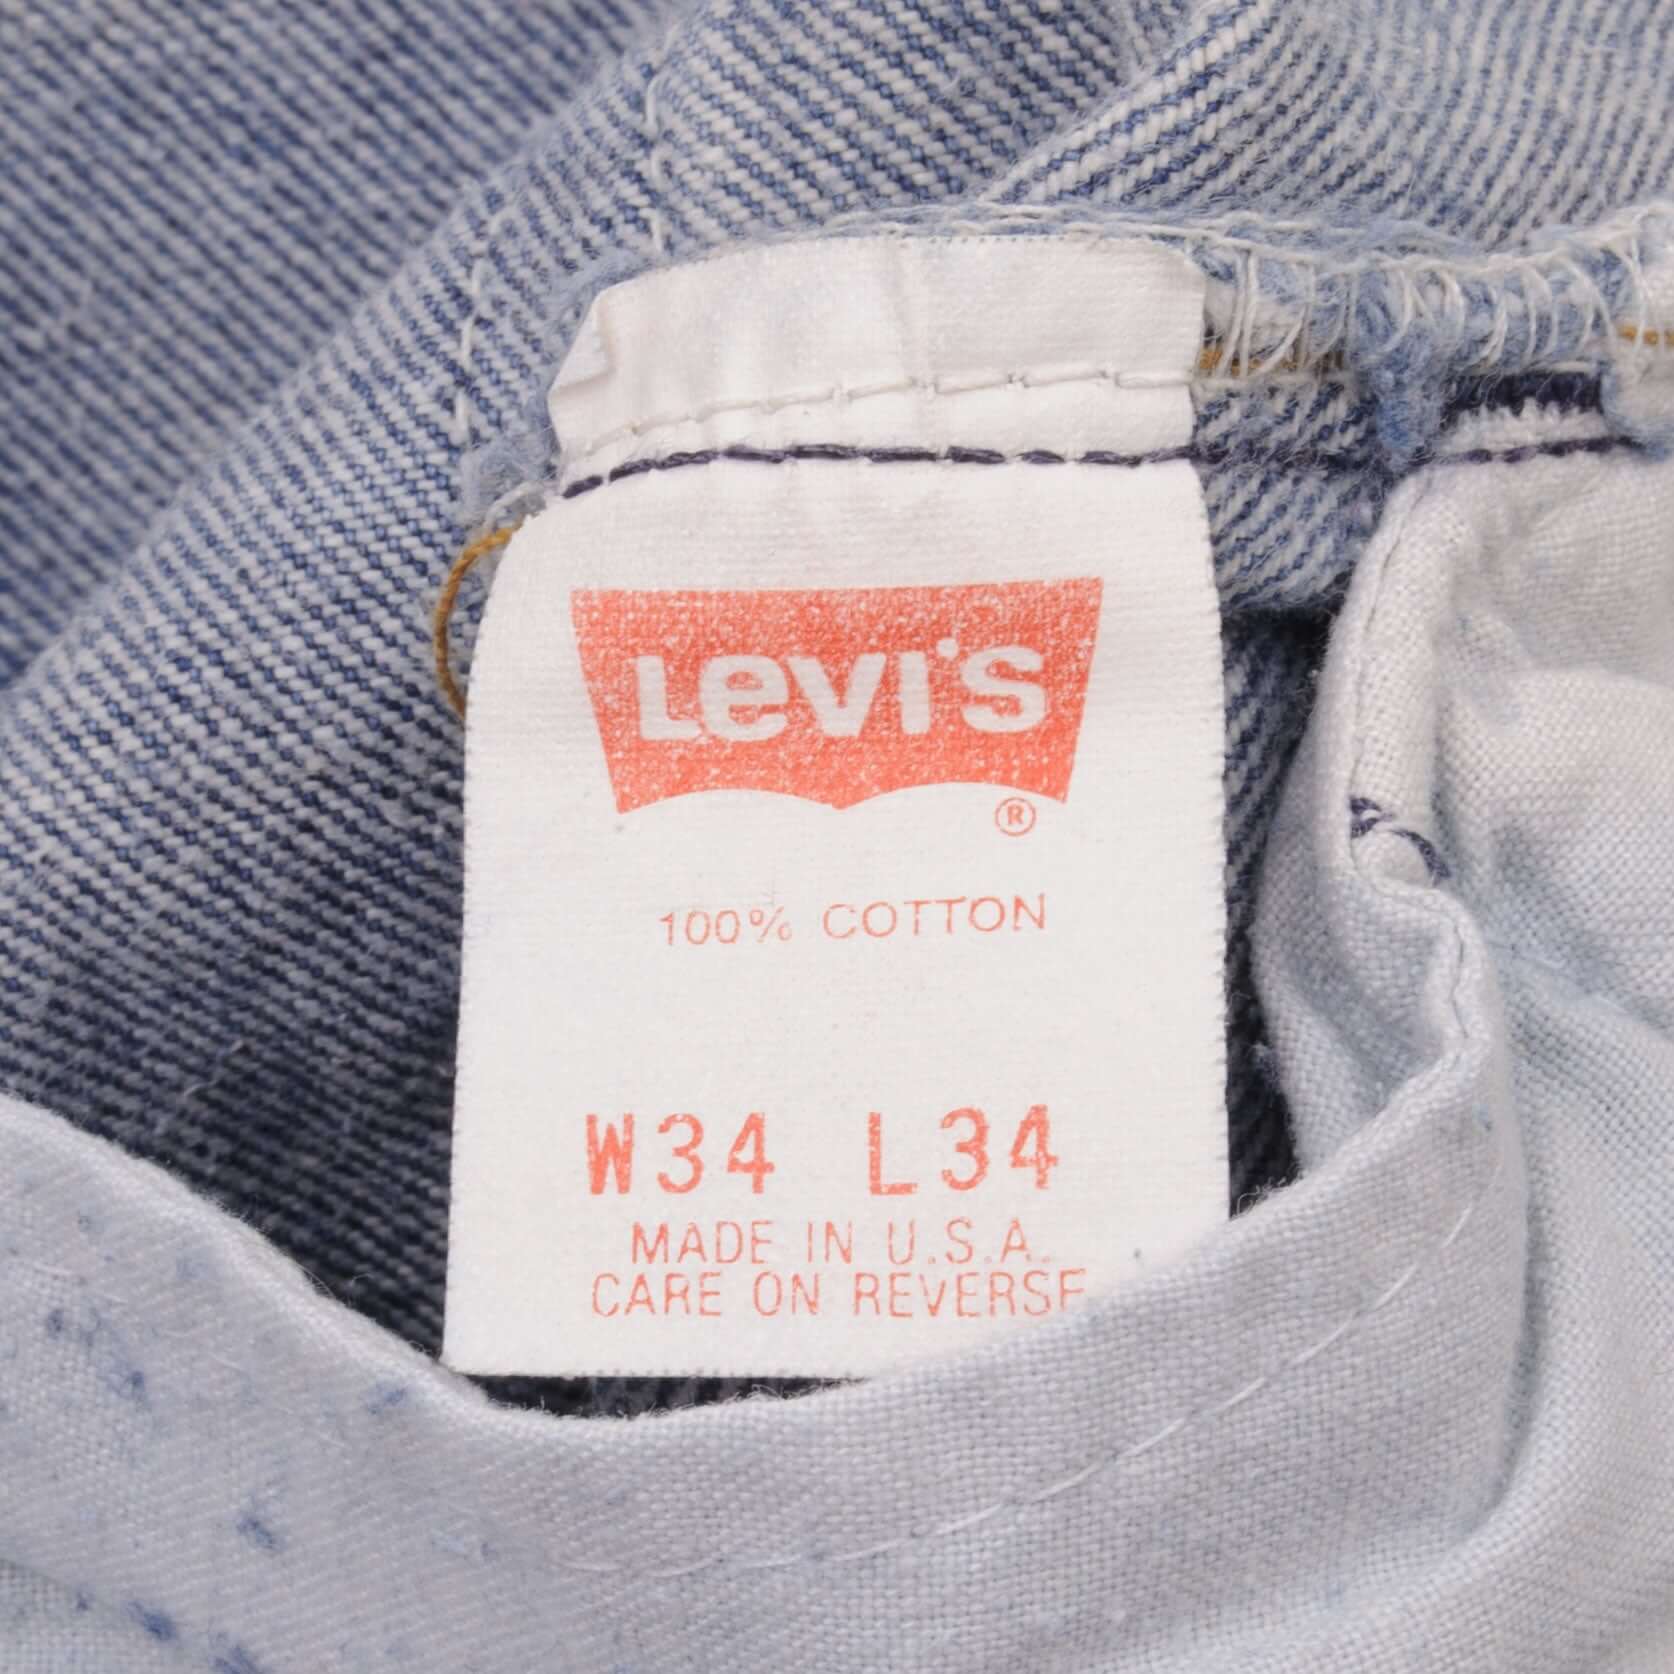 Levi's
®
100% COTTON
W34 L34
MADE IN U.S.A.
CARE ON REVERSE